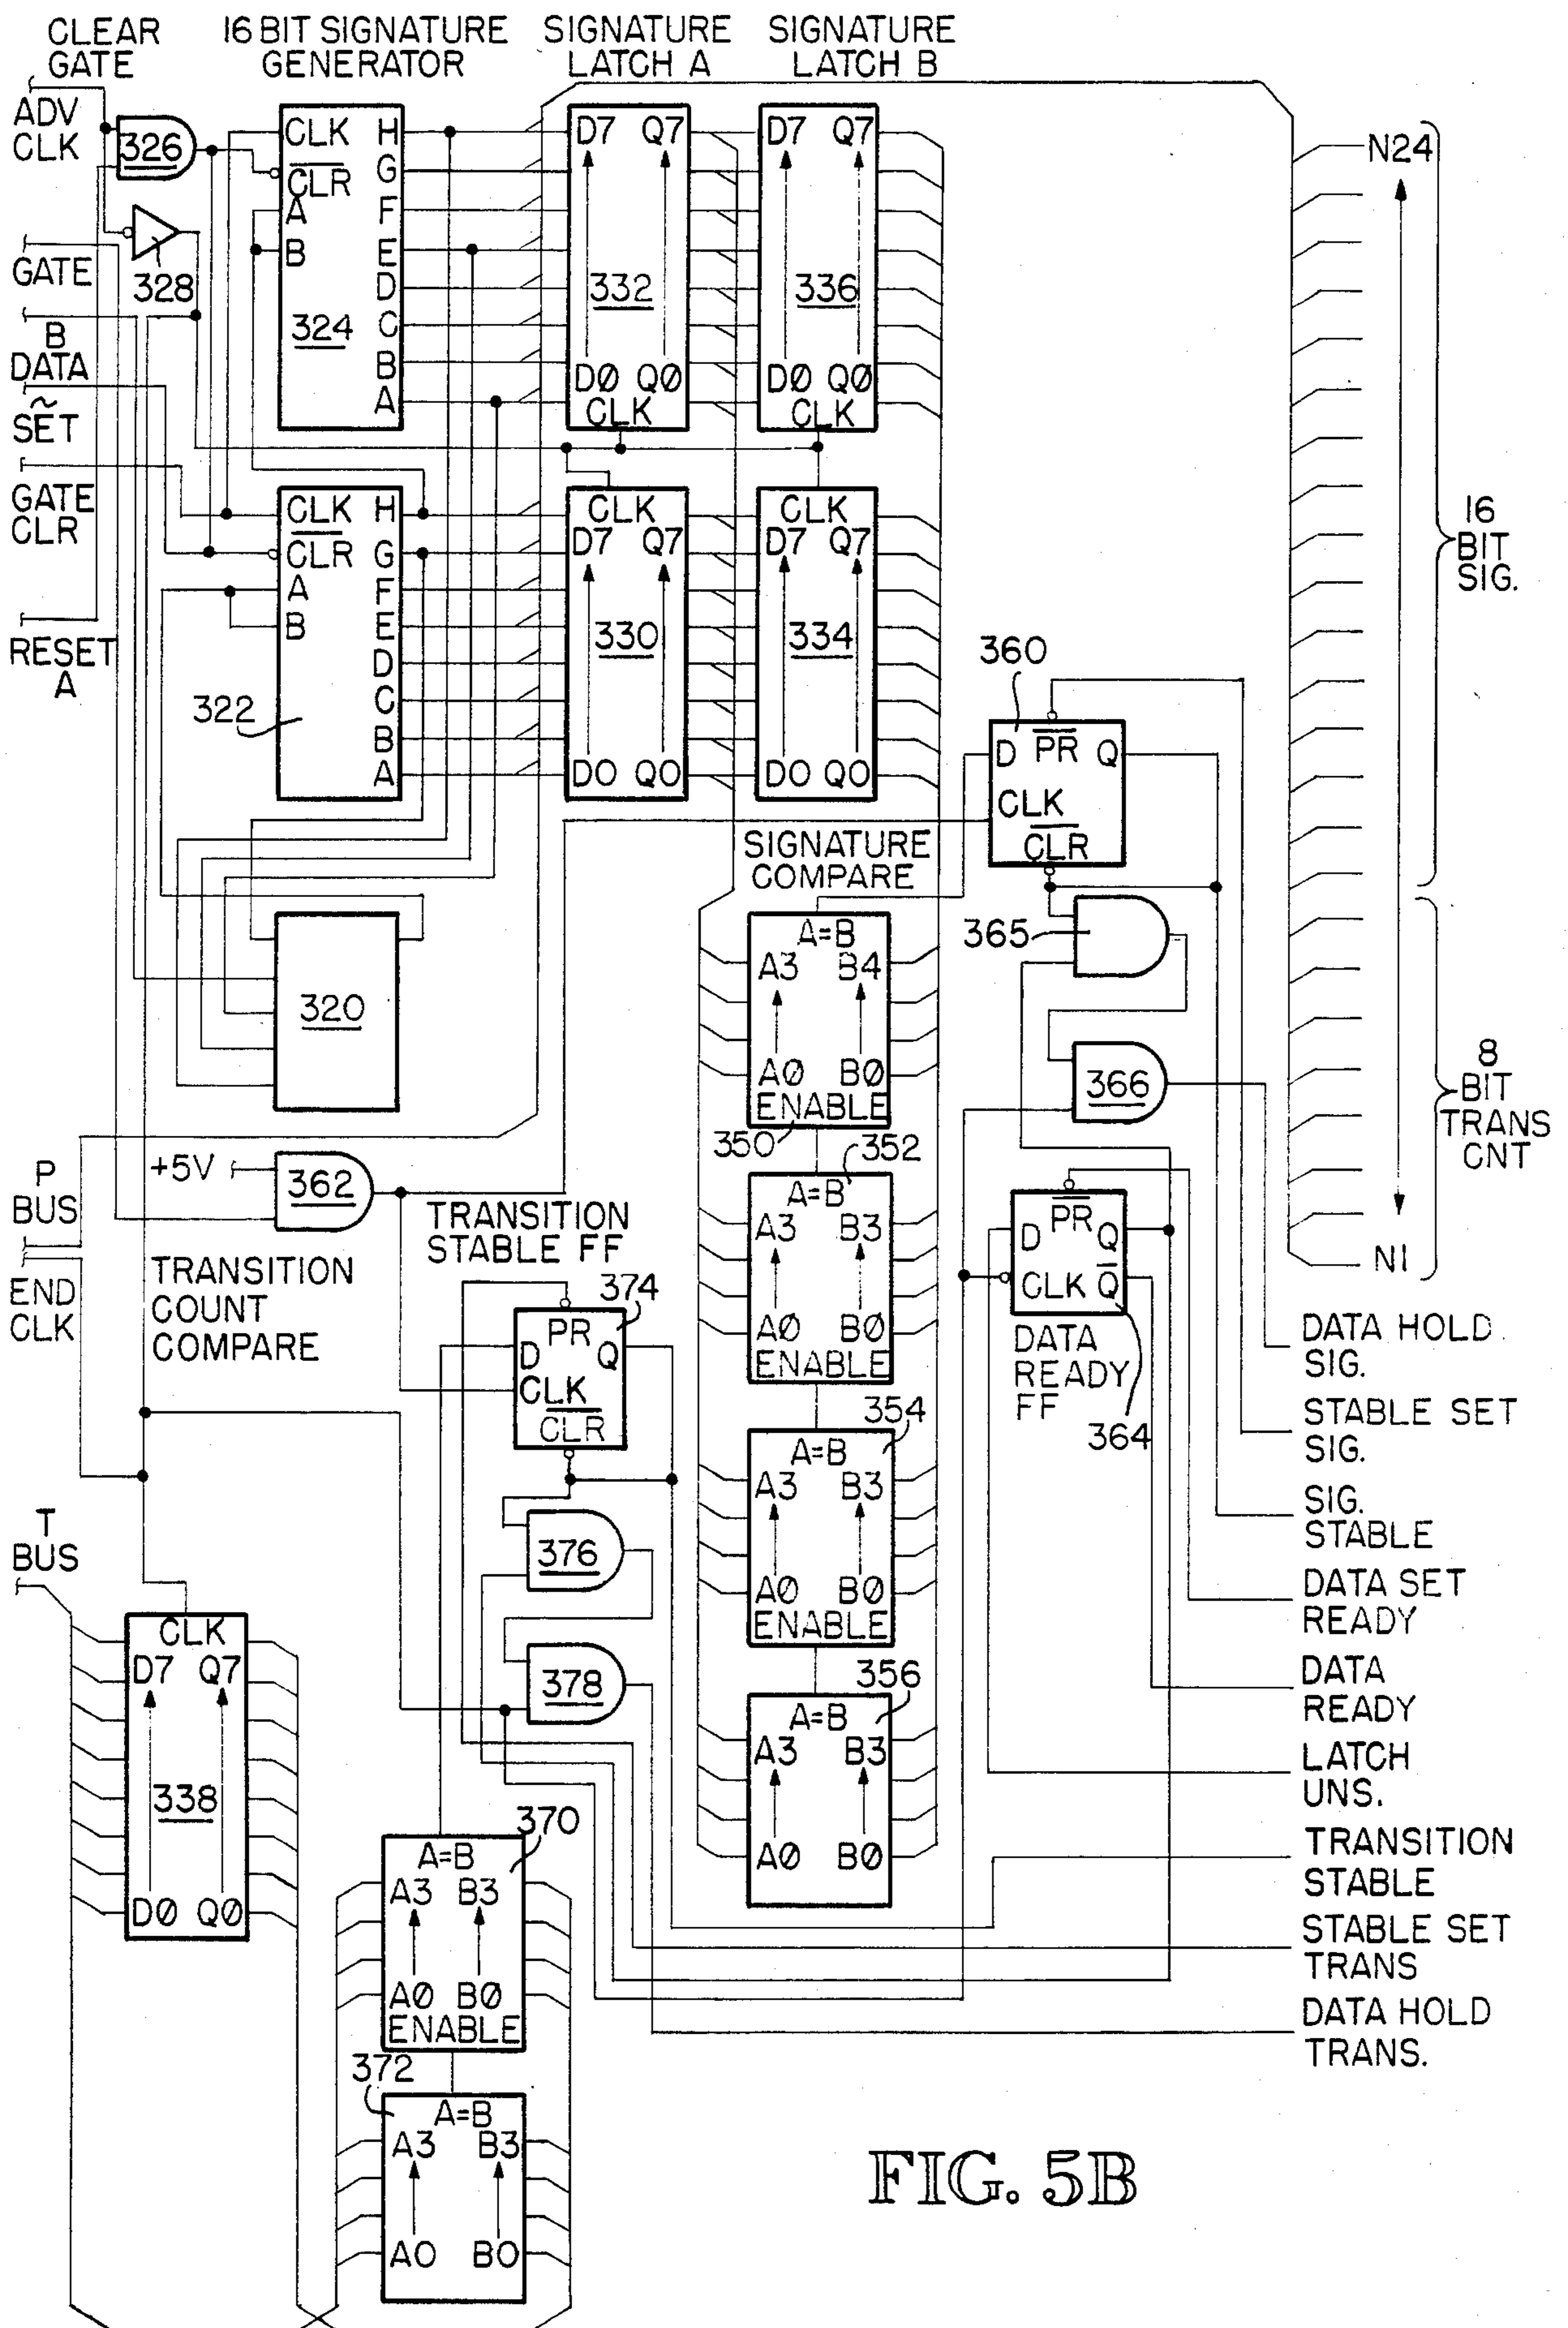 CLEAR
GATE
16 BIT SIGNATURE
GENERATOR
SIGNATURE
LATCH A
SIGNATURE
LATCH B
ADV
CLK
326
328
GATE
B
DATA
~
SET
GATE
CLR
RESET
A
CLK H
CLR G
A F
B E
D
C
B
A
324
D7 Q7
332
D0 Q0
CLK
D7 Q7
336
D0 Q0
CLK
CLK H
CLR G
A F
B E
D
C
B
A
322
CLK
D7 Q7
330
D0 Q0
CLK
D7 Q7
334
D0 Q0
320
N24
16
BIT
SIG.
8
BIT
TRANS
CNT
N1
360
D PR Q
CLK
CLR
365
366
SIGNATURE
COMPARE
A=B
A3 B4
A0 B0
ENABLE
350
352
A=B
A3 B3
A0 B0
ENABLE
354
A=B
A3 B3
A0 B0
ENABLE
356
A=B
A3 B3
A0 B0
P
BUS
+5V
362
END
CLK
TRANSITION
COUNT
COMPARE
TRANSITION
STABLE FF
374
PR
D Q
CLK
CLR
376
378
PR
D Q
CLK Q
DATA
READY
FF
364
T
BUS
CLK
D7 Q7
338
D0 Q0
370
A=B
A3 B3
A0 B0
ENABLE
372
A=B
A3 B3
A0 B0
DATA HOLD
SIG.
STABLE SET
SIG.
SIG.
STABLE
DATA SET
READY
DATA
READY
LATCH
UNS.
TRANSITION
STABLE
STABLE SET
TRANS
DATA HOLD
TRANS.
FIG. 5B